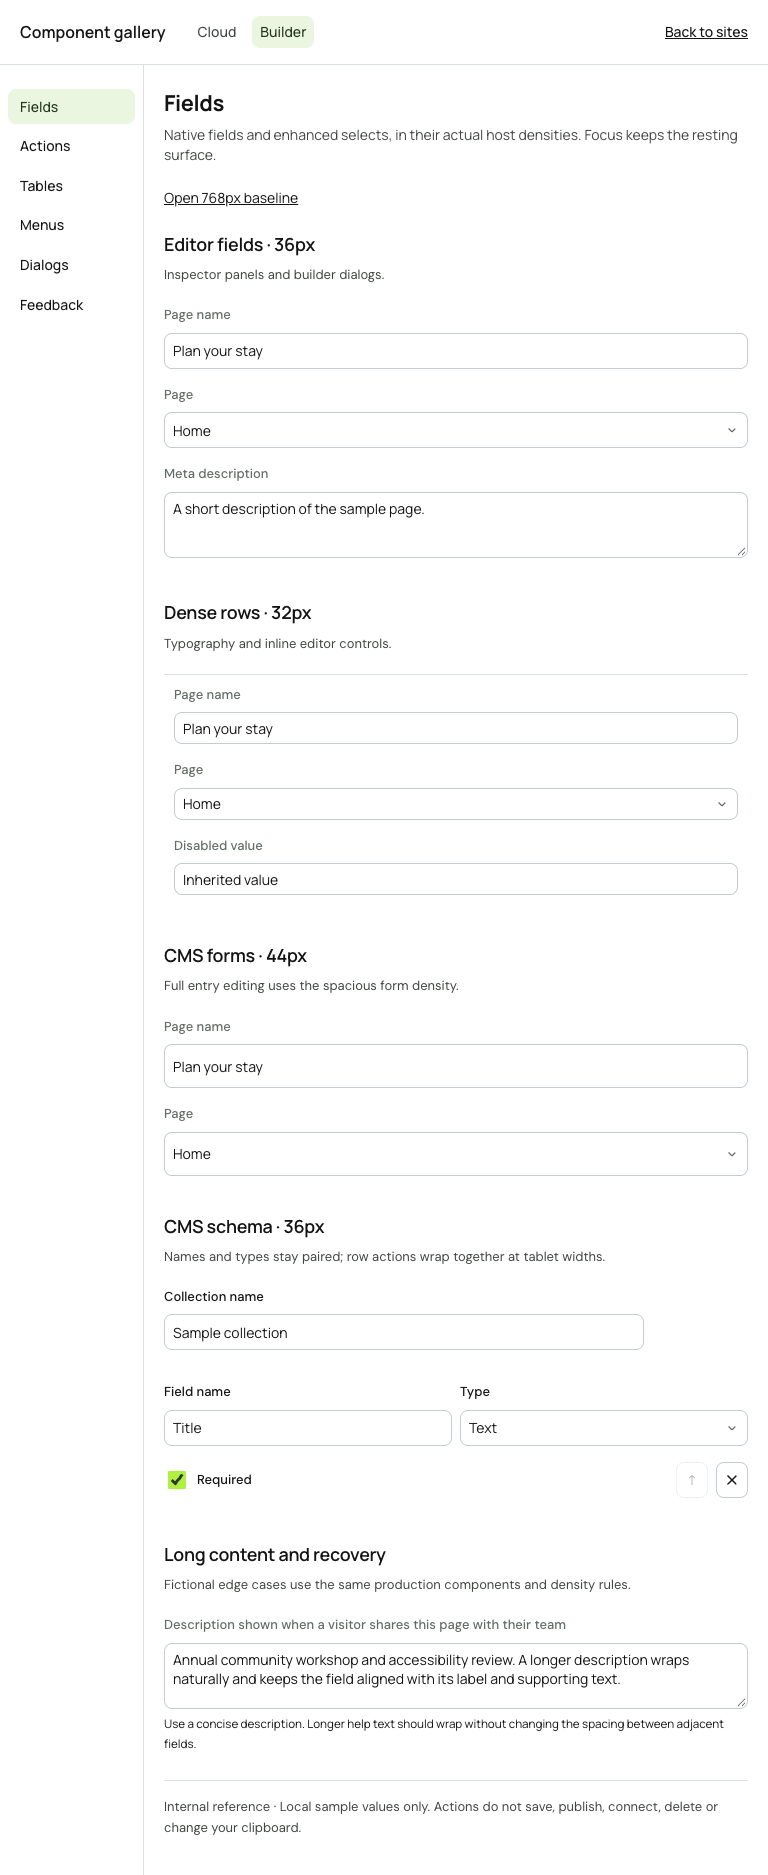 Component gallery
Cloud
Builder
Back to sites
Fields
Actions
Tables
Menus
Dialogs
Feedback
Fields
Native fields and enhanced selects, in their actual host densities. Focus keeps the resting
surface.
Open 768px baseline
Editor fields · 36px
Inspector panels and builder dialogs.
Page name
Plan your stay
Page
Home
Meta description
A short description of the sample page.
Dense rows · 32px
Typography and inline editor controls.
Page name
Plan your stay
Page
Home
Disabled value
Inherited value
CMS forms · 44px
Full entry editing uses the spacious form density.
Page name
Plan your stay
Page
Home
CMS schema · 36px
Names and types stay paired; row actions wrap together at tablet widths.
Collection name
Sample collection
Field name
Type
Title
Text
Required
Long content and recovery
Fictional edge cases use the same production components and density rules.
Description shown when a visitor shares this page with their team
Annual community workshop and accessibility review. A longer description wraps
naturally and keeps the field aligned with its label and supporting text.
Use a concise description. Longer help text should wrap without changing the spacing between adjacent
fields.
Internal reference · Local sample values only. Actions do not save, publish, connect, delete or
change your clipboard.